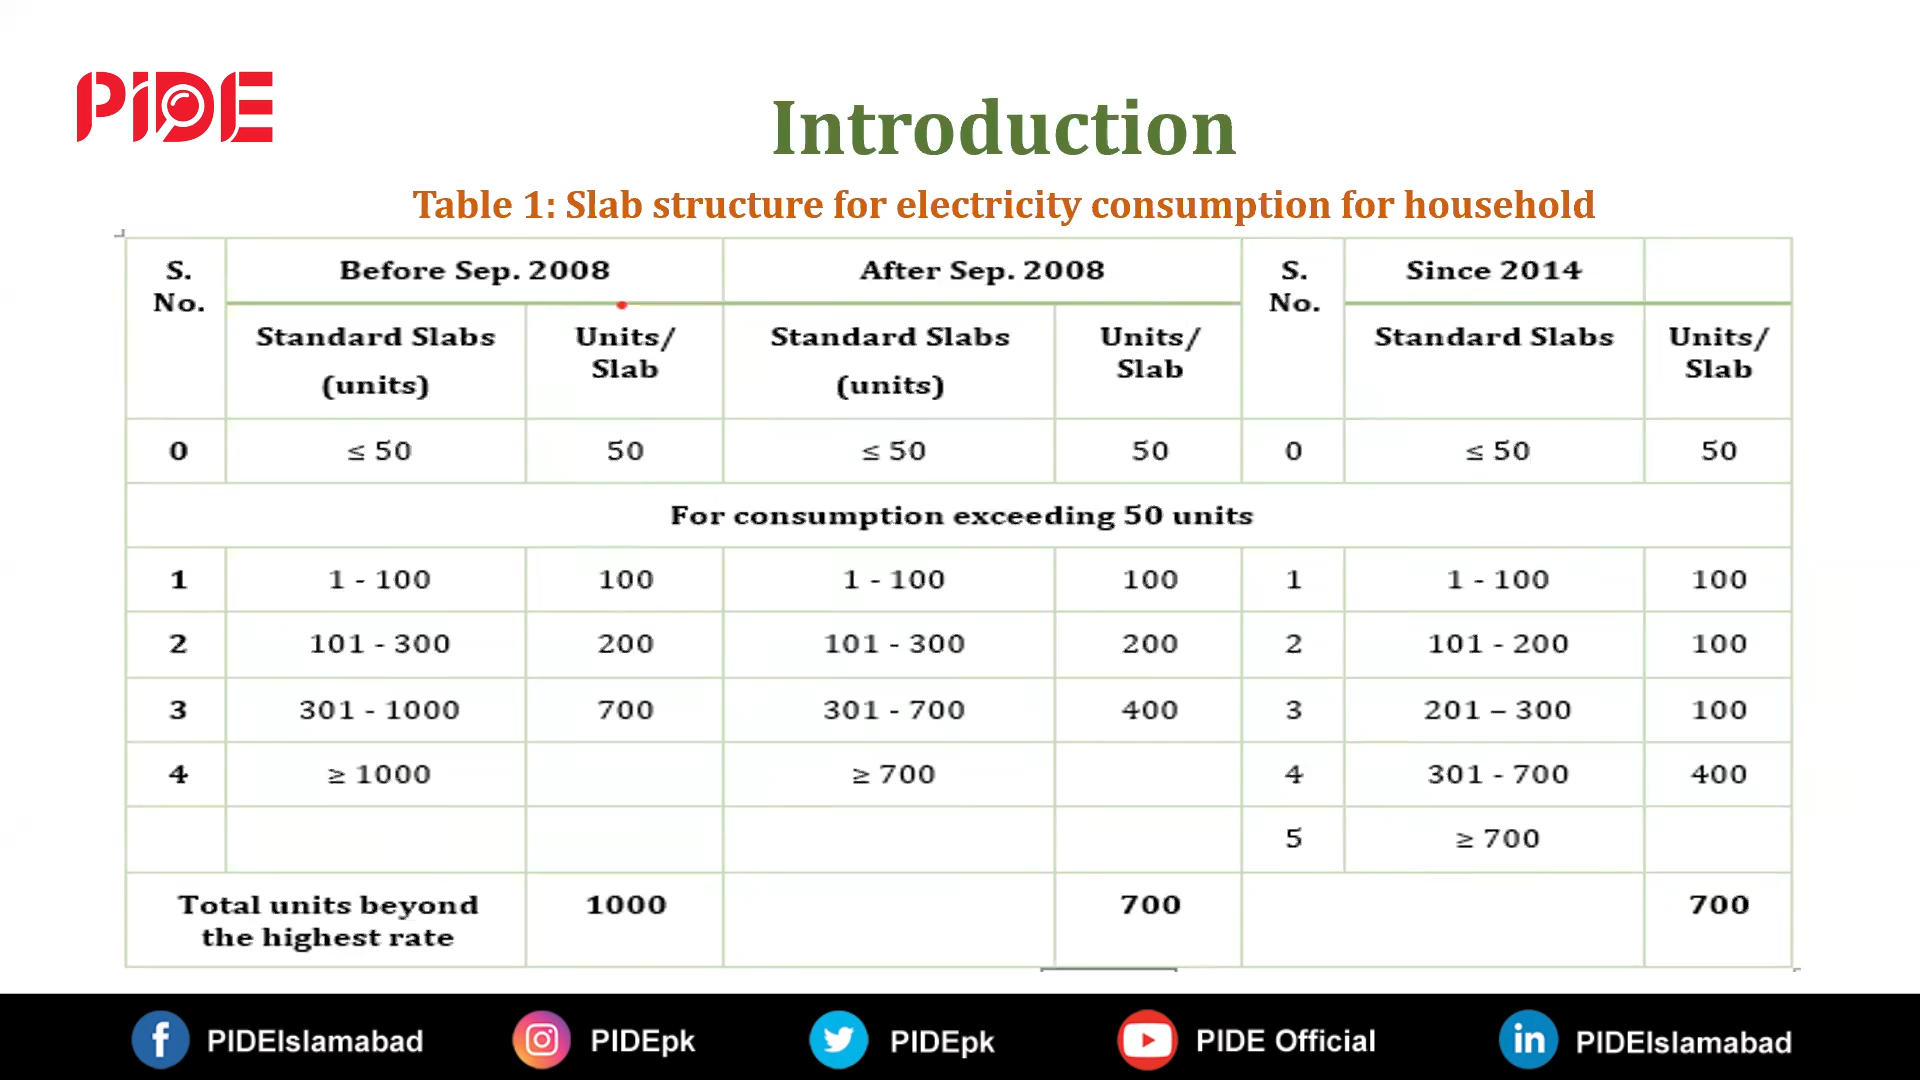 PIDE
Introduction
Table 1: Slab structure for electricity consumption for household
S. No. Before Sep. 2008 After Sep. 2008 S. No. Since 2014
Standard Slabs (units) Units/ Slab Standard Slabs (units) Units/ Slab Standard Slabs Units/ Slab
0 ≤ 50 50 ≤ 50 50 0 ≤ 50 50
For consumption exceeding 50 units
1 1 - 100 100 1 - 100 100 1 1 - 100 100
2 101 - 300 200 101 - 300 200 2 101 - 200 100
3 301 - 1000 700 301 - 700 400 3 201 – 300 100
4 ≥ 1000 ≥ 700 4 301 - 700 400
5 ≥ 700
Total units beyond the highest rate 1000 700 700
PIDEIslamabad PIDEpk PIDEpk PIDE Official PIDEIslamabad